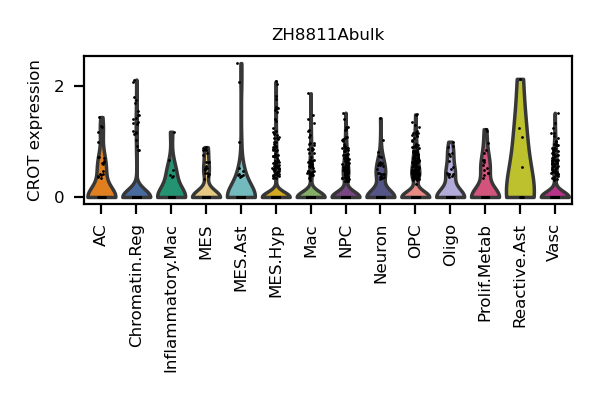 ZH8811Abulk
CROT expression
2
0
AC
Chromatin.Reg
Inflammatory.Mac
MES
MES.Ast
MES.Hyp
Mac
NPC
Neuron
OPC
Oligo
Prolif.Metab
Reactive.Ast
Vasc